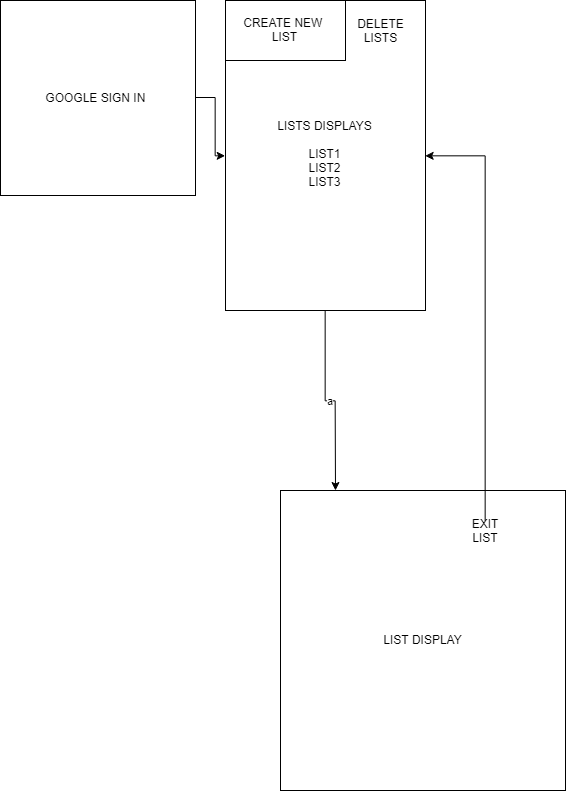 CREATE NEW
LIST
DELETE
LISTS
GOOGLE SIGN IN
LISTS DISPLAYS
LIST1
LIST2
LIST3
a
EXIT
LIST
LIST DISPLAY